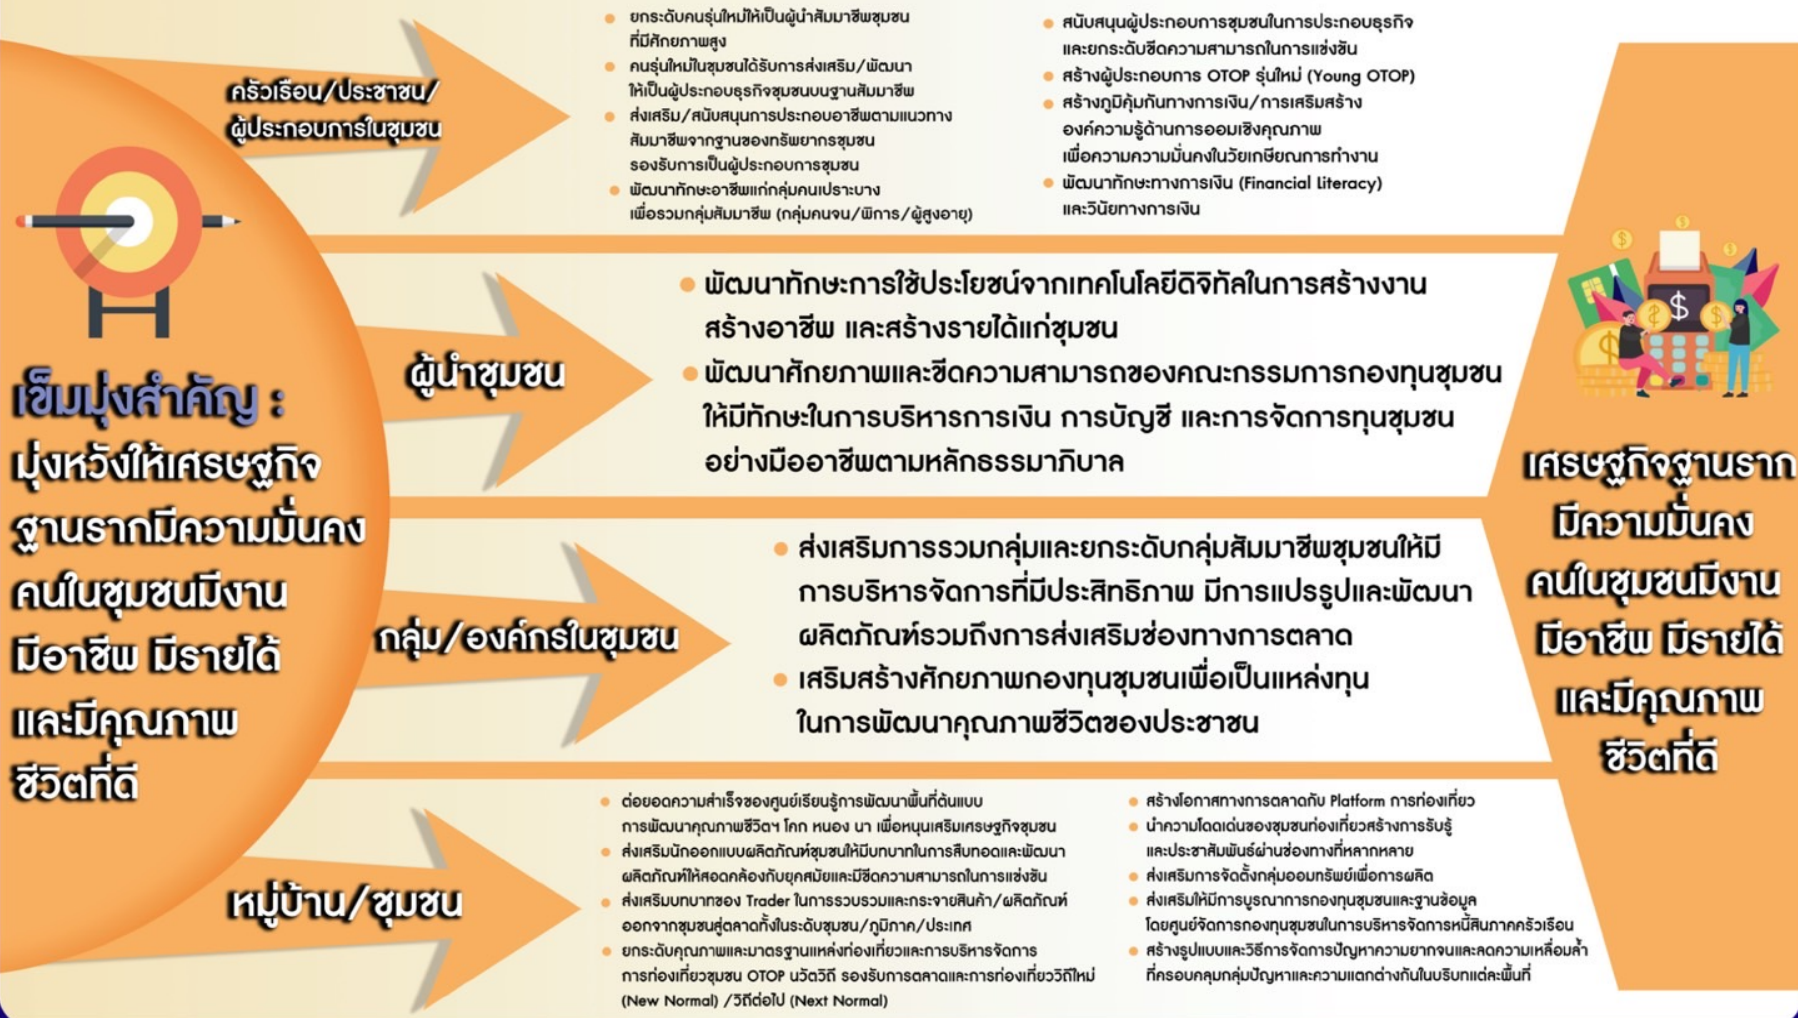 เข็มมุ่งสำคัญ :
มุ่งหวังให้เศรษฐกิจ
ฐานรากมีความมั่นคง
คนในชุมชนมีงาน
มีอาชีพ มีรายได้
และมีคุณภาพ
ชีวิตที่ดี
ครัวเรือน/ประชาชน/
ผู้ประกอบการในชุมชน
ยกระดับคนรุ่นใหม่ให้เป็นผู้นำสัมมาชีพชุมชน
ที่มีศักยภาพสูง
คนรุ่นใหม่ในชุมชนได้รับการส่งเสริม/พัฒนา
ให้เป็นผู้ประกอบธุรกิจชุมชนบนฐานสัมมาชีพ
ส่งเสริม/สนับสนุนการประกอบอาชีพตามแนวทาง
สัมมาชีพจากฐานของทรัพยากรชุมชน
รองรับการเป็นผู้ประกอบการชุมชน
พัฒนาทักษะอาชีพแก่กลุ่มคนเปราะบาง
เพื่อรวมกลุ่มสัมมาชีพ (กลุ่มคนจน/พิการ/ผู้สูงอายุ)
สนับสนุนผู้ประกอบการชุมชนในการประกอบธุรกิจ
และยกระดับขีดความสามารถในการแข่งขัน
สร้างผู้ประกอบการ OTOP รุ่นใหม่ (Young OTOP)
สร้างภูมิคุ้มกันทางการเงิน/การเสริมสร้าง
องค์ความรู้ด้านการออมเชิงคุณภาพ
เพื่อความความมั่นคงในวัยเกษียณการทำงาน
พัฒนาทักษะทางการเงิน (Financial Literacy)
และวินัยทางการเงิน
ผู้นำชุมชน
พัฒนาทักษะการใช้ประโยชน์จากเทคโนโลยีดิจิทัลในการสร้างงาน
สร้างอาชีพ และสร้างรายได้แก่ชุมชน
พัฒนาศักยภาพและขีดความสามารถของคณะกรรมการกองทุนชุมชน
ให้มีทักษะในการบริหารการเงิน การบัญชี และการจัดการทุนชุมชน
อย่างมืออาชีพตามหลักธรรมาภิบาล
กลุ่ม/องค์กรในชุมชน
ส่งเสริมการรวมกลุ่มและยกระดับกลุ่มสัมมาชีพชุมชนให้มี
การบริหารจัดการที่มีประสิทธิภาพ มีการแปรรูปและพัฒนา
ผลิตภัณฑ์รวมถึงการส่งเสริมช่องทางการตลาด
เสริมสร้างศักยภาพกองทุนชุมชนเพื่อเป็นแหล่งทุน
ในการพัฒนาคุณภาพชีวิตของประชาชน
หมู่บ้าน/ชุมชน
ต่อยอดความสำเร็จของศูนย์เรียนรู้การพัฒนาพื้นที่ต้นแบบ
การพัฒนาคุณภาพชีวิตฯ โคก หนอง นา เพื่อหนุนเสริมเศรษฐกิจชุมชน
ส่งเสริมนักออกแบบผลิตภัณฑ์ชุมชนให้มีบทบาทในการสืบทอดและพัฒนา
ผลิตภัณฑ์ให้สอดคล้องกับยุคสมัยและมีขีดความสามารถในการแข่งขัน
ส่งเสริมบทบาทของ Trader ในการรวบรวมและกระจายสินค้า/ผลิตภัณฑ์
ออกจากชุมชนสู่ตลาดทั้งในระดับชุมชน/ภูมิภาค/ประเทศ
ยกระดับคุณภาพและมาตรฐานแหล่งท่องเที่ยวและการบริหารจัดการ
การท่องเที่ยวชุมชน OTOP นวัตวิถี รองรับการตลาดและการท่องเที่ยววิถีใหม่
(New Normal) /วิถีต่อไป (Next Normal)
สร้างโอกาสทางการตลาดกับ Platform การท่องเที่ยว
นำความโดดเด่นของชุมชนท่องเที่ยวสร้างการรับรู้
และประชาสัมพันธ์ผ่านช่องทางที่หลากหลาย
ส่งเสริมการจัดตั้งกลุ่มออมทรัพย์เพื่อการผลิต
ส่งเสริมให้มีการบูรณาการกองทุนชุมชนและฐานข้อมูล
โดยศูนย์จัดการกองทุนชุมชนในการบริหารจัดการหนี้สินภาคครัวเรือน
สร้างรูปแบบและวิธีการจัดการปัญหาความยากจนและลดความเหลื่อมล้ำ
ที่ครอบคลุมกลุ่มปัญหาและความแตกต่างกันในบริบทแต่ละพื้นที่
เศรษฐกิจฐานราก
มีความมั่นคง
คนในชุมชนมีงาน
มีอาชีพ มีรายได้
และมีคุณภาพ
ชีวิตที่ดี